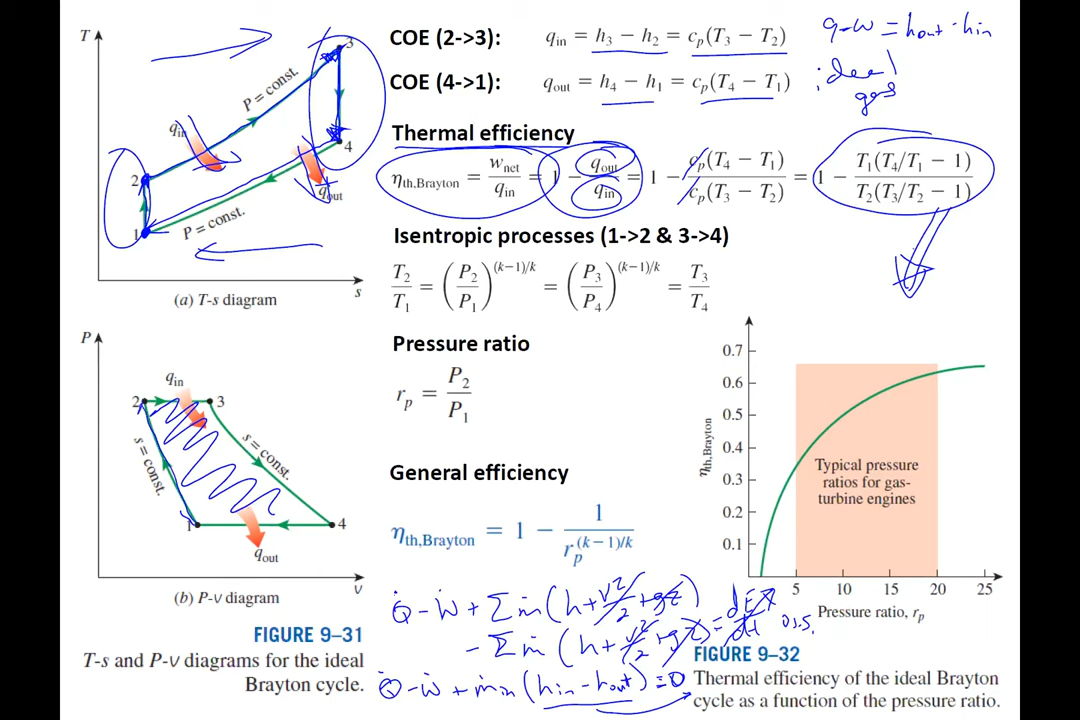 T
3
P = const.
q_in
2
4
q_out
P = const.
1
s
(a) T-s diagram
P
q_in
2
3
s = const.
s = const.
1
4
q_out
v
(b) P-v diagram
FIGURE 9–31
T-s and P-v diagrams for the ideal
Brayton cycle.
COE (2->3): q_in = h_3 − h_2 = c_p(T_3 − T_2)
COE (4->1): q_out = h_4 − h_1 = c_p(T_4 − T_1)
q-w = h_out - h_in
ideal
gas
Thermal efficiency
η_th,Brayton = w_net/q_in = 1 − q_out/q_in = 1 − c_p(T_4 − T_1)/c_p(T_3 − T_2) = 1 − T_1(T_4/T_1 − 1)/T_2(T_3/T_2 − 1)
Isentropic processes (1->2 & 3->4)
T_2/T_1 = (P_2/P_1)^(k−1)/k = (P_3/P_4)^(k−1)/k = T_3/T_4
Pressure ratio
r_p = P_2/P_1
General efficiency
η_th,Brayton = 1 − 1/r_p^(k−1)/k
Q̇ - Ẇ + Σṁ(h + V²/2 + gz)
- Σṁ(h + V²/2 + gz) = dE/dt 0 s.s.
Q̇ - Ẇ + ṁ_in(h_in - h_out) = 0
η_th,Brayton
0.7
0.6
0.5
0.4
0.3
0.2
0.1
Typical pressure
ratios for gas-
turbine engines
5 10 15 20 25
Pressure ratio, r_p
FIGURE 9–32
Thermal efficiency of the ideal Brayton
cycle as a function of the pressure ratio.